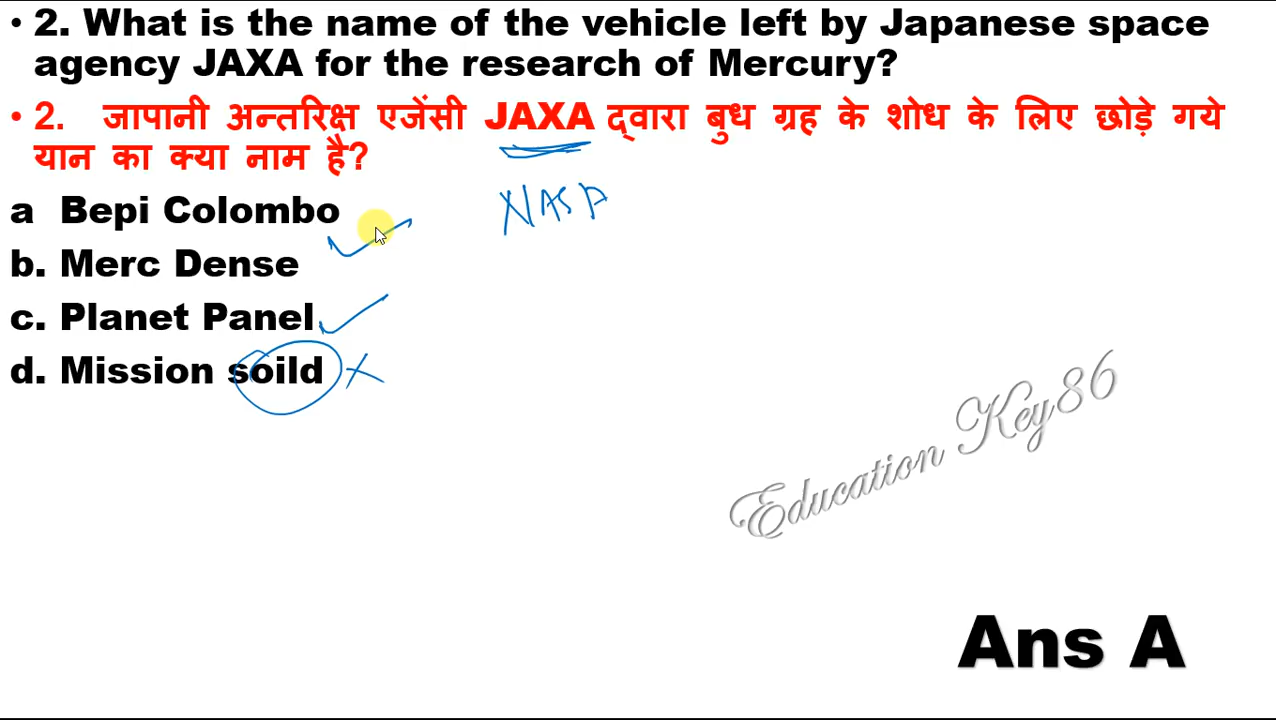 • 2. What is the name of the vehicle left by Japanese space
agency JAXA for the research of Mercury?
• 2. जापानी अन्तरिक्ष एजेंसी JAXA द्वारा बुध ग्रह के शोध के लिए छोड़े गये
यान का क्या नाम है?
NASA
a Bepi Colombo
b. Merc Dense
c. Planet Panel
d. Mission soild
Education Key86
Ans A